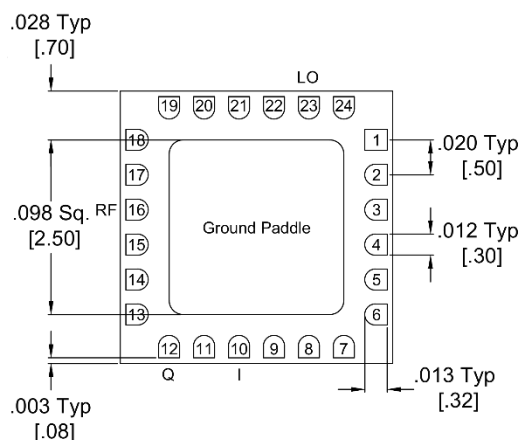 .028 Typ
[.70]
LO
19 20 21 22 23 24
18
1
.020 Typ
[.50]
17
2
.098 Sq.
[2.50]
RF
16
3
Ground Paddle
15
4
.012 Typ
[.30]
14
5
13
6
12 11 10 9 8 7
Q
I
.013 Typ
[.32]
.003 Typ
[.08]